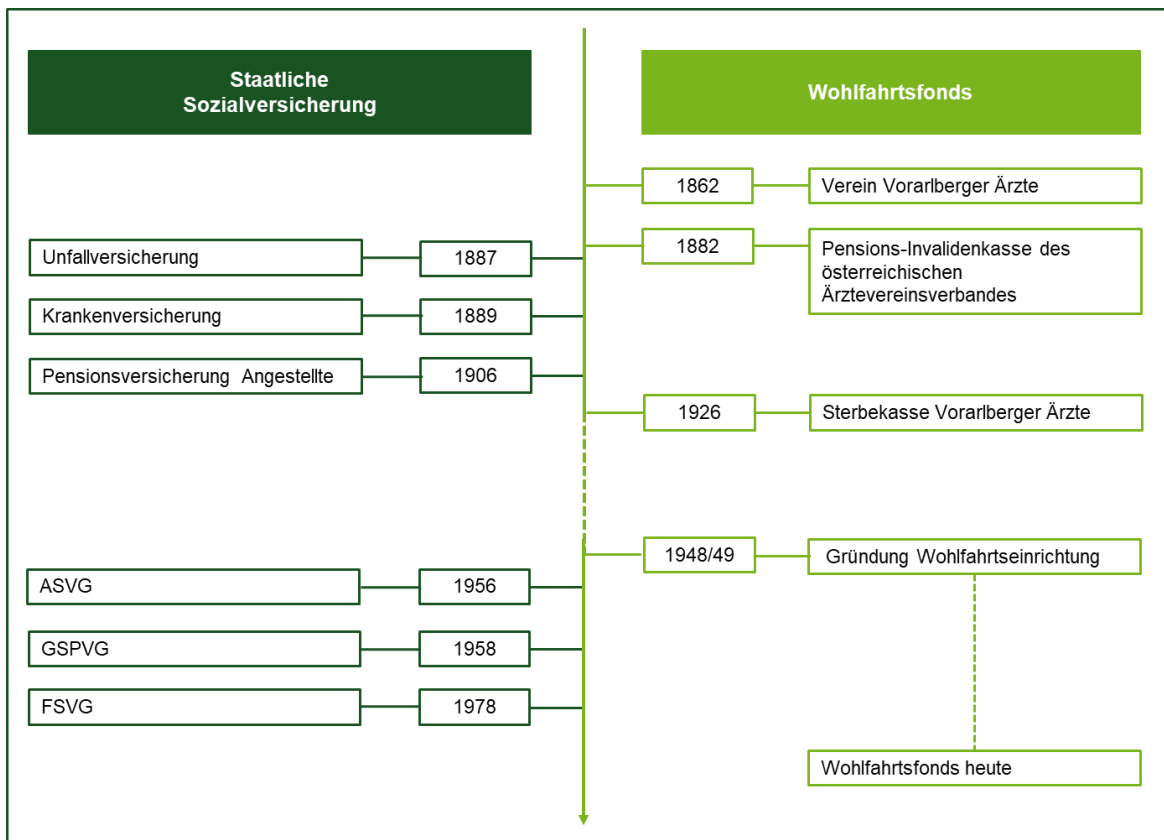 Staatliche
Sozialversicherung
Wohlfahrtsfonds
1862
Verein Vorarlberger Ärzte
1882
Pensions-Invalidenkasse des
österreichischen
Ärztevereinsverbandes
Unfallversicherung
1887
Krankenversicherung
1889
Pensionsversicherung Angestellte
1906
1926
Sterbekasse Vorarlberger Ärzte
1948/49
Gründung Wohlfahrtseinrichtung
ASVG
1956
GSPVG
1958
FSVG
1978
Wohlfahrtsfonds heute